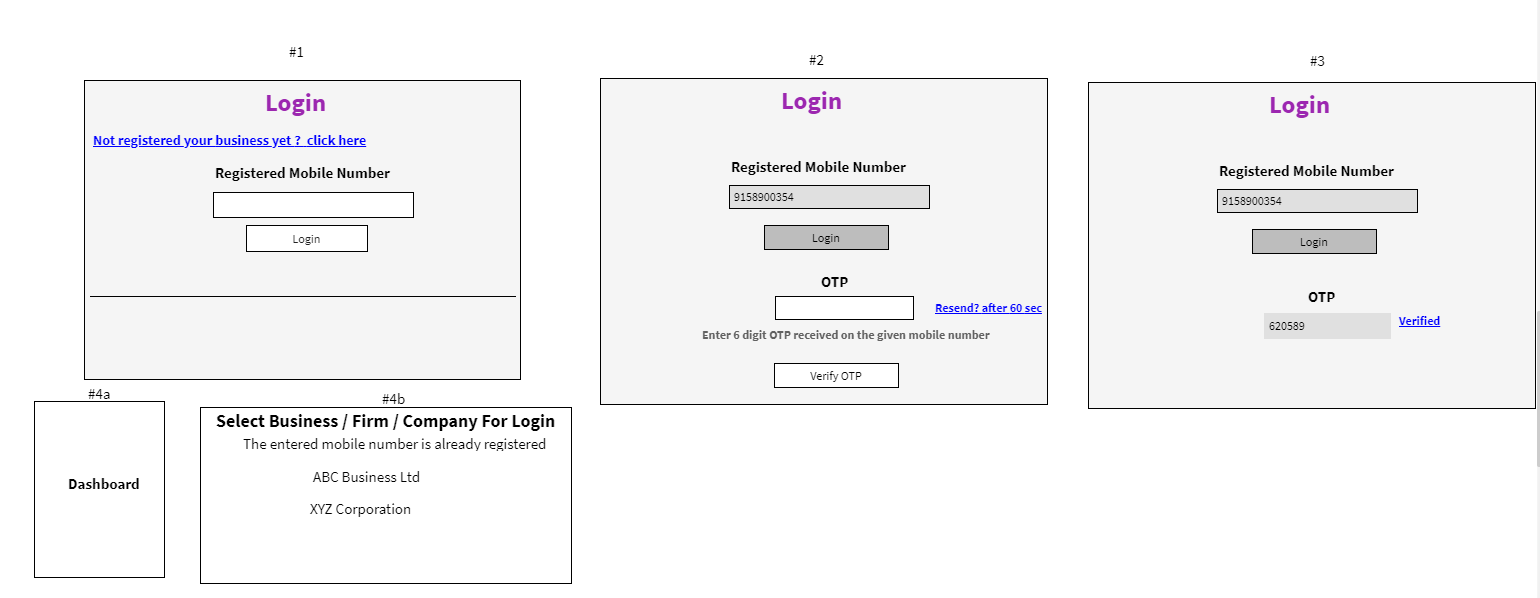 #1
Login
Not registered your business yet ?  click here
Registered Mobile Number
Login
#2
Login
Registered Mobile Number
9158900354
Login
OTP
Resend? after 60 sec
Enter 6 digit OTP received on the given mobile number
Verify OTP
#3
Login
Registered Mobile Number
9158900354
Login
OTP
620589
Verified
#4a
Dashboard
#4b
Select Business / Firm / Company For Login
The entered mobile number is already registered
ABC Business Ltd
XYZ Corporation